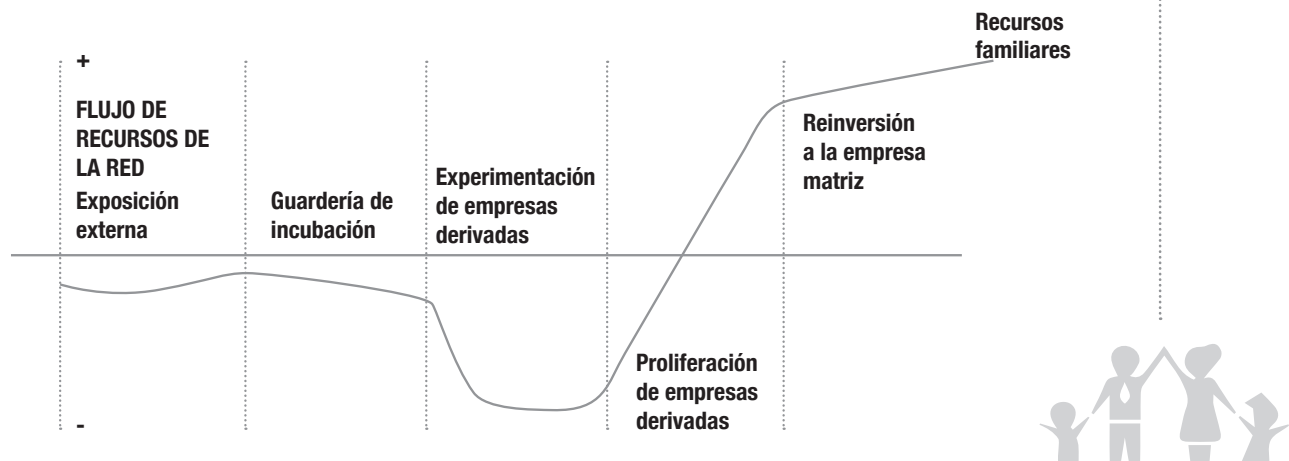 Recursos
familiares
+
FLUJO DE
RECURSOS DE
LA RED
Exposición
externa
Guardería de
incubación
Experimentación
de empresas
derivadas
Reinversión
a la empresa
matriz
Proliferación
de empresas
derivadas
-